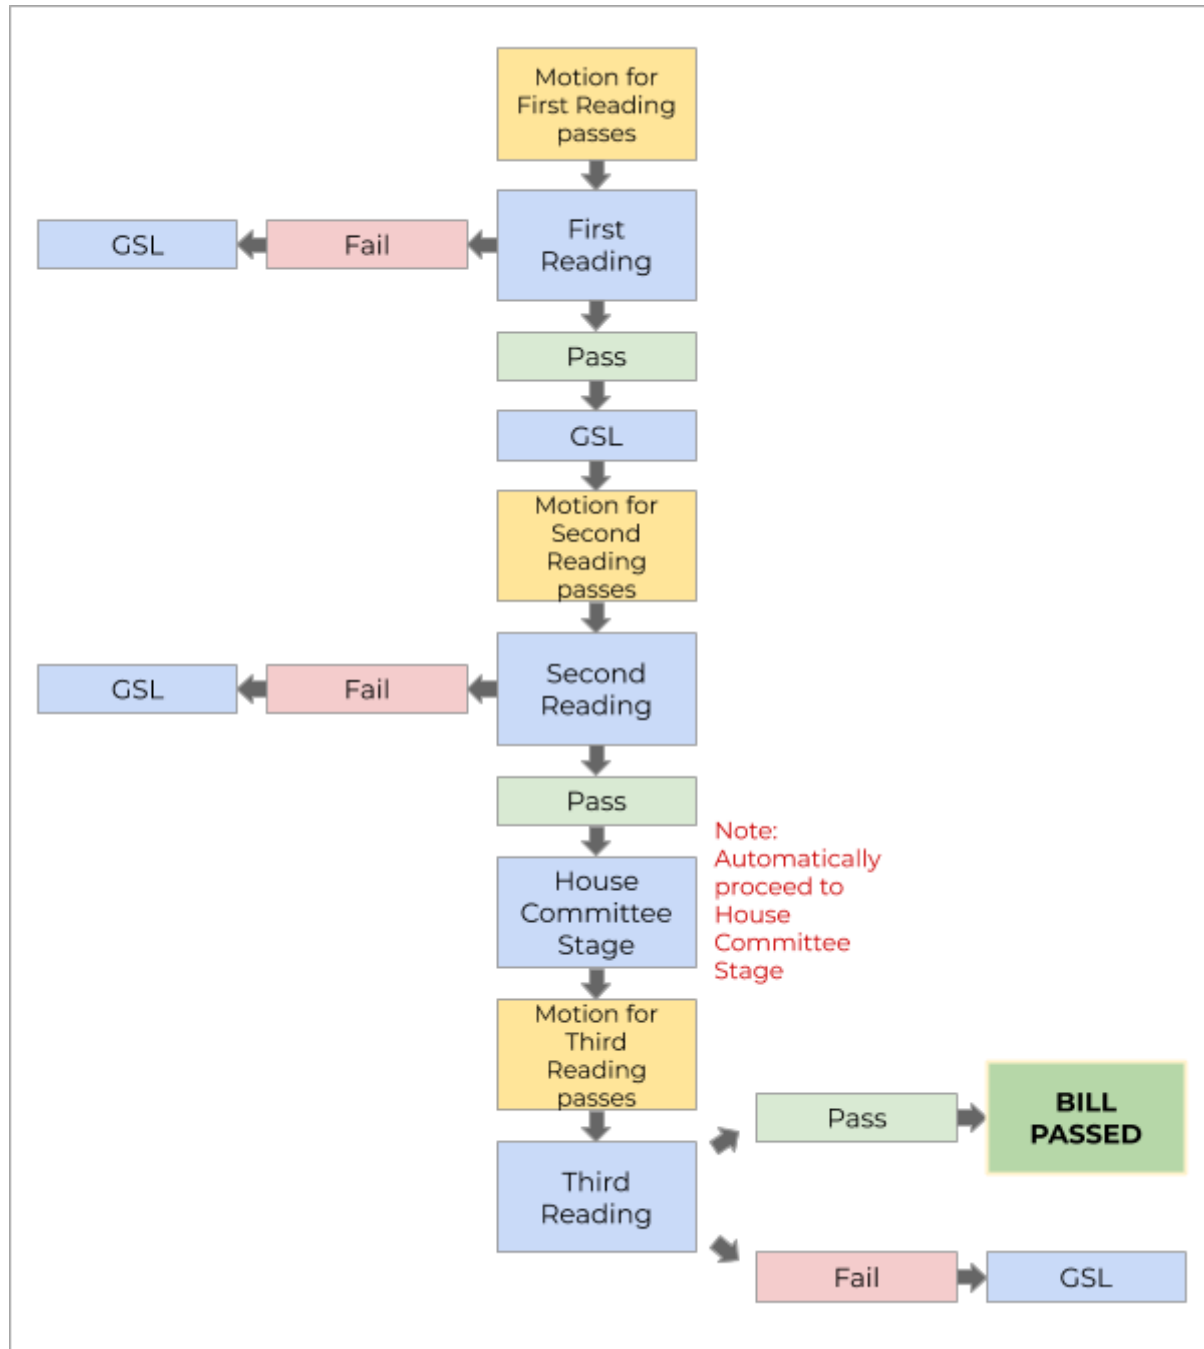 Motion for
First Reading
passes
First
Reading
Fail
GSL
Pass
GSL
Motion for
Second
Reading
passes
Second
Reading
Fail
GSL
Pass
House
Committee
Stage
Note:
Automatically
proceed to
House
Committee
Stage
Motion for
Third
Reading
passes
Third
Reading
Pass
BILL
PASSED
Fail
GSL